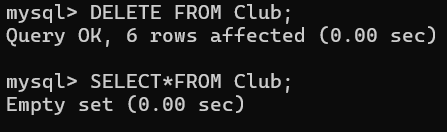 mysql> DELETE FROM Club;
Query OK, 6 rows affected (0.00 sec)
mysql> SELECT*FROM Club;
Empty set (0.00 sec)